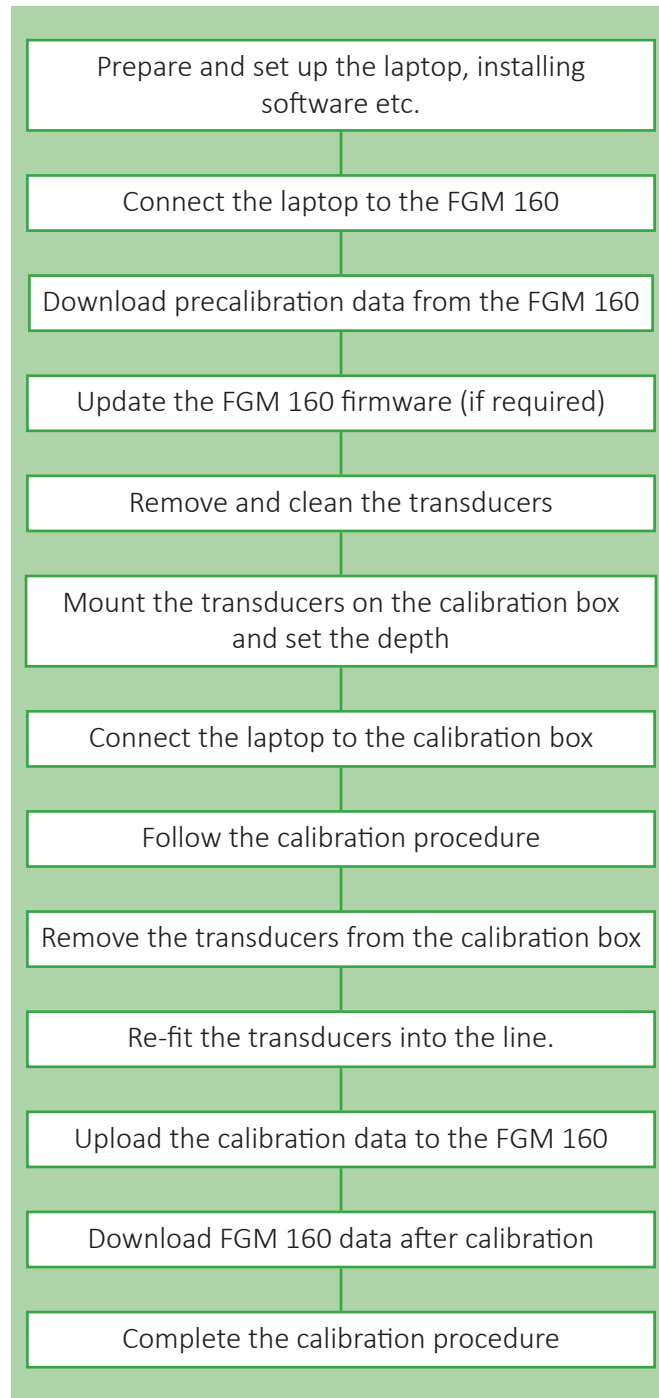 Prepare and set up the laptop, installing
software etc.
Connect the laptop to the FGM 160
Download precalibration data from the FGM 160
Update the FGM 160 firmware (if required)
Remove and clean the transducers
Mount the transducers on the calibration box
and set the depth
Connect the laptop to the calibration box
Follow the calibration procedure
Remove the transducers from the calibration box
Re-fit the transducers into the line.
Upload the calibration data to the FGM 160
Download FGM 160 data after calibration
Complete the calibration procedure